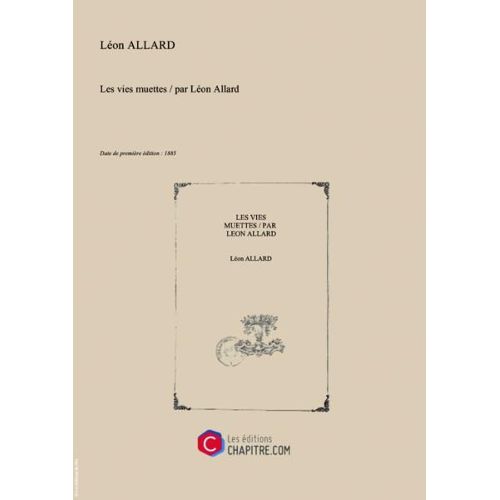 Léon ALLARD
Les vies muettes / par Léon Allard
Date de première édition : 1885
LES VIES
MUETTES / PAR
LEON ALLARD
Léon ALLARD
C Les éditions
CHAPITRE.COM